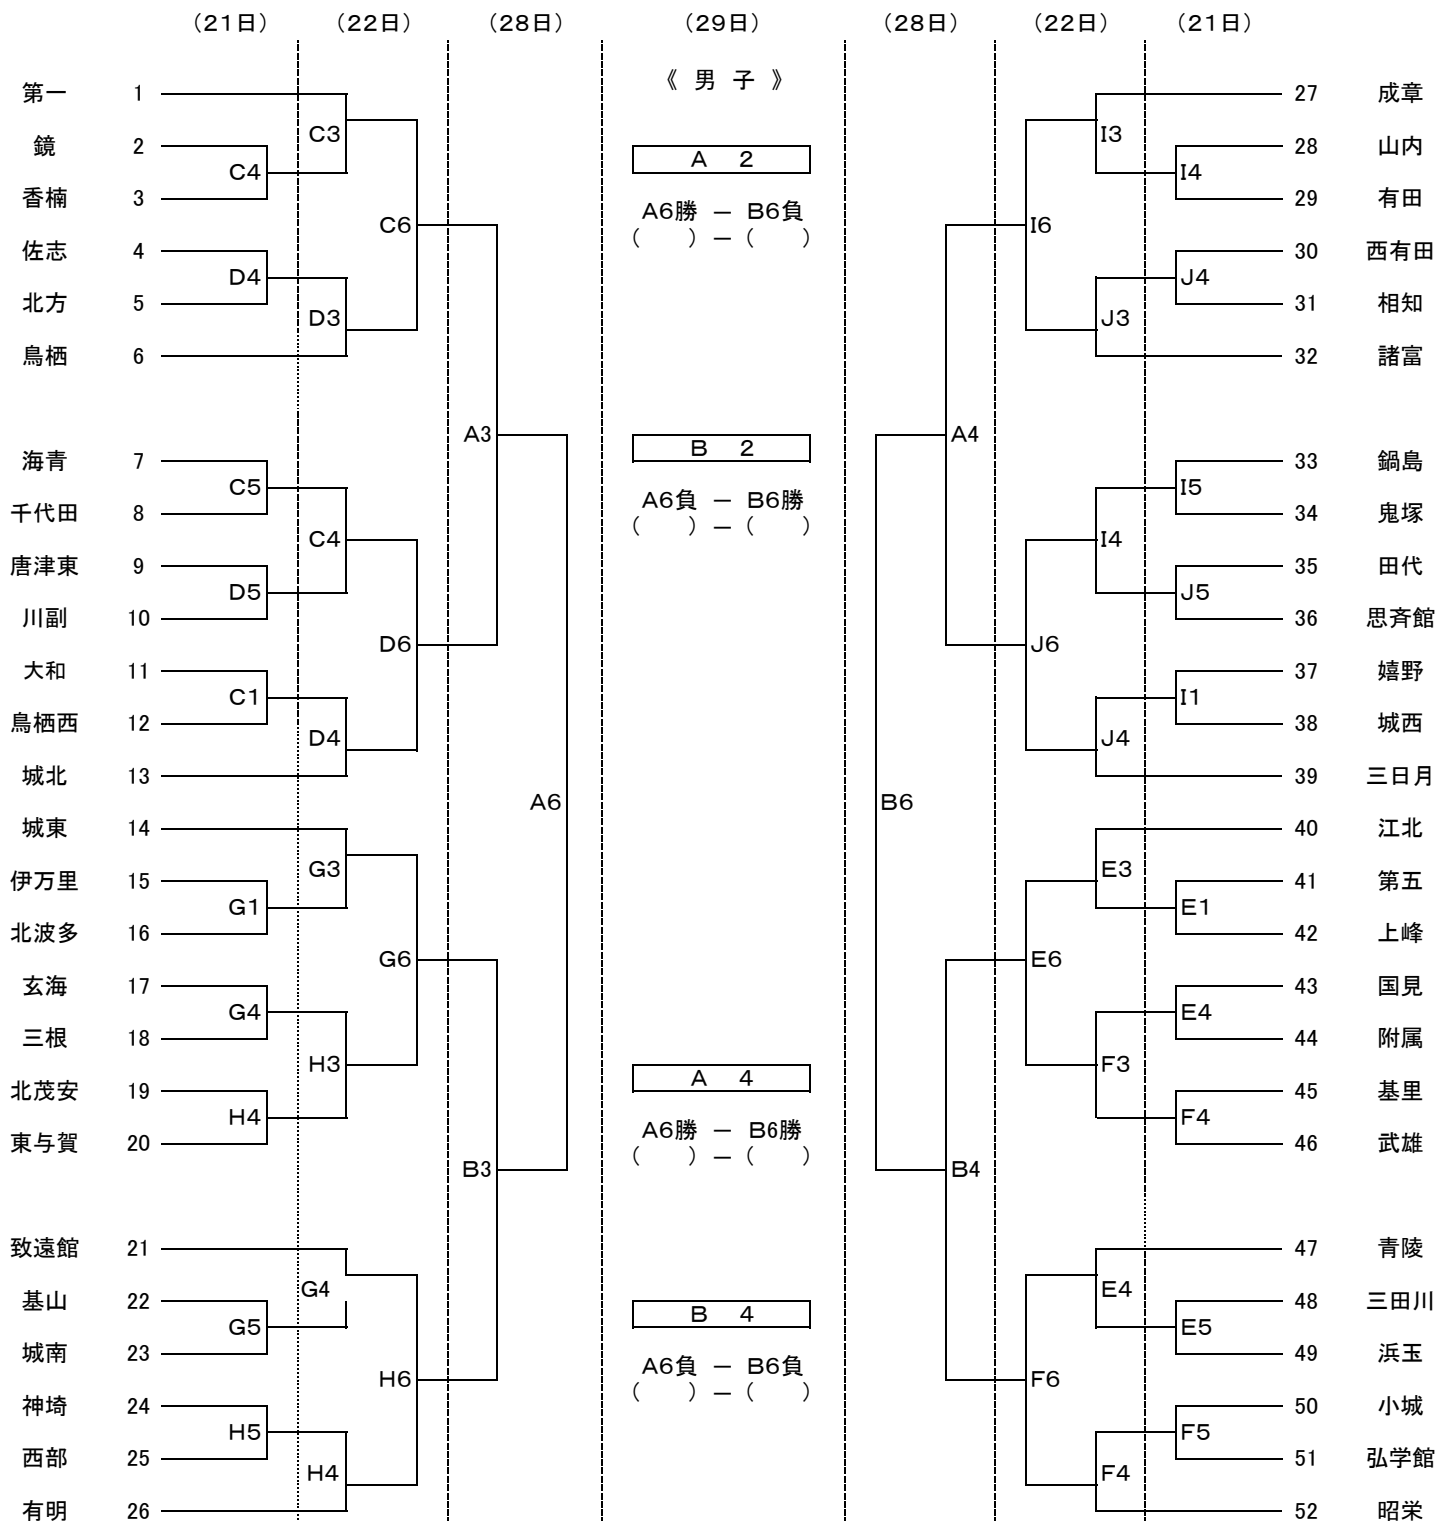 （21日） （22日） （28日） （29日） （28日） （22日） （21日）
《 男 子 》
第一 1 27 成章
C3 I3
鏡 2 A 2 28 山内
C4 I4
香楠 3 29 有田
A6勝 － B6負
C6 I6
（ ）－（ ）
佐志 4 30 西有田
D4 J4
北方 5 31 相知
D3 J3
鳥栖 6 32 諸富
A3 B 2 A4
海青 7 33 鍋島
C5 I5
A6負 － B6勝
千代田 8 34 鬼塚
（ ）－（ ）
C4 I4
唐津東 9 35 田代
D5 J5
川副 10 36 思斉館
D6 J6
大和 11 37 嬉野
C1 I1
鳥栖西 12 38 城西
D4 J4
城北 13 39 三日月
A6 B6
城東 14 40 江北
G3 E3
伊万里 15 41 第五
G1 E1
北波多 16 42 上峰
G6 E6
玄海 17 43 国見
G4 E4
三根 18 44 附属
H3 F3
A 4
北茂安 19 45 基里
H4 F4
A6勝 － B6勝
東与賀 20 46 武雄
（ ）－（ ）
B3 B4
致遠館 21 47 青陵
G4 E4
基山 22 48 三田川
B 4
G5 E5
城南 23 49 浜玉
A6負 － B6負
H6 F6
（ ）－（ ）
神埼 24 50 小城
H5 F5
西部 25 51 弘学館
H4 F4
有明 26 52 昭栄